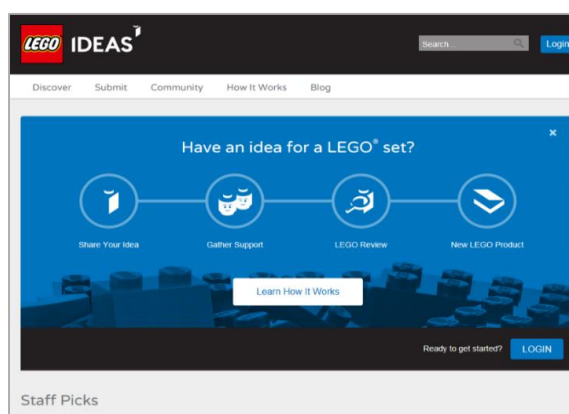 LEGO IDEAS
Search...
Login
Discover Submit Community How It Works Blog
Have an idea for a LEGO® set?
Share Your Idea Gather Support LEGO Review New LEGO Product
Learn How It Works
Ready to get started? LOGIN
Staff Picks